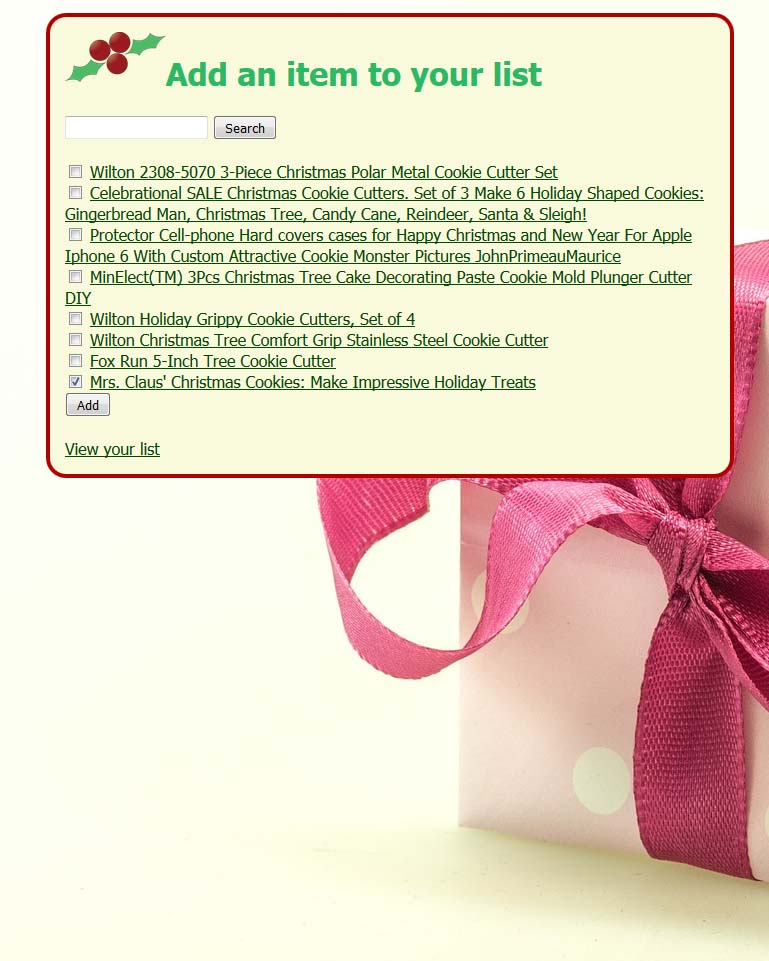 Add an item to your list
Search
Wilton 2308-5070 3-Piece Christmas Polar Metal Cookie Cutter Set
Celebrational SALE Christmas Cookie Cutters. Set of 3 Make 6 Holiday Shaped Cookies:
Gingerbread Man, Christmas Tree, Candy Cane, Reindeer, Santa & Sleigh!
Protector Cell-phone Hard covers cases for Happy Christmas and New Year For Apple
Iphone 6 With Custom Attractive Cookie Monster Pictures JohnPrimeauMaurice
MinElect(TM) 3Pcs Christmas Tree Cake Decorating Paste Cookie Mold Plunger Cutter
DIY
Wilton Holiday Grippy Cookie Cutters, Set of 4
Wilton Christmas Tree Comfort Grip Stainless Steel Cookie Cutter
Fox Run 5-Inch Tree Cookie Cutter
Mrs. Claus' Christmas Cookies: Make Impressive Holiday Treats
Add
View your list